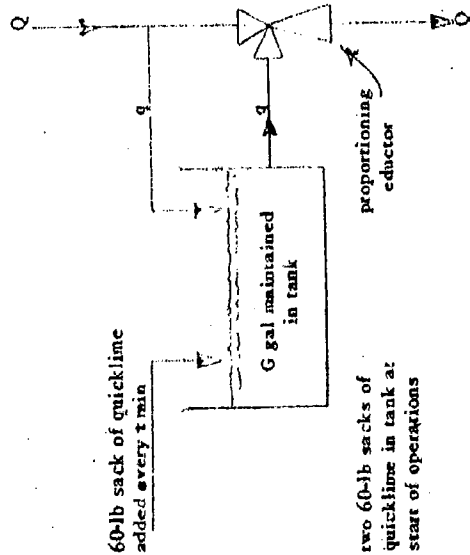 Q
Q
q
q
proportioning
eductor
G gal maintained
in tank
60-lb sack of quicklime
added every t min
two 60-lb sacks of
quicklime in tank at
start of operations